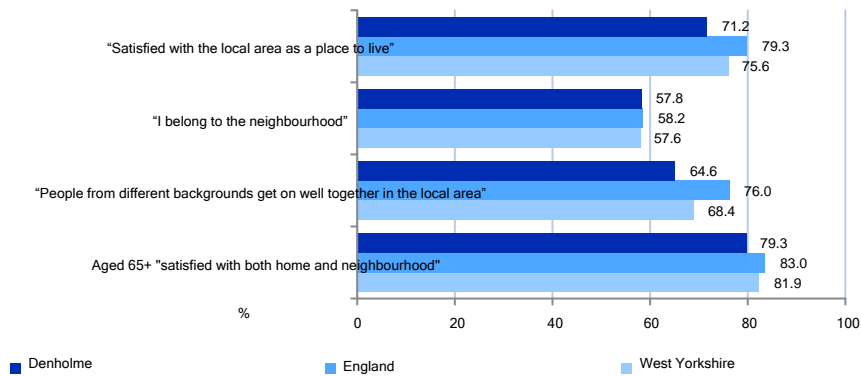 71.2
“Satisfied with the local area as a place to live”
79.3
75.6
57.8
“I belong to the neighbourhood”
58.2
57.6
64.6
“People from different backgrounds get on well together in the local area”
76.0
68.4
79.3
Aged 65+ "satisfied with both home and neighbourhood"
83.0
81.9
% 0 20 40 60 80 100
Denholme England West Yorkshire